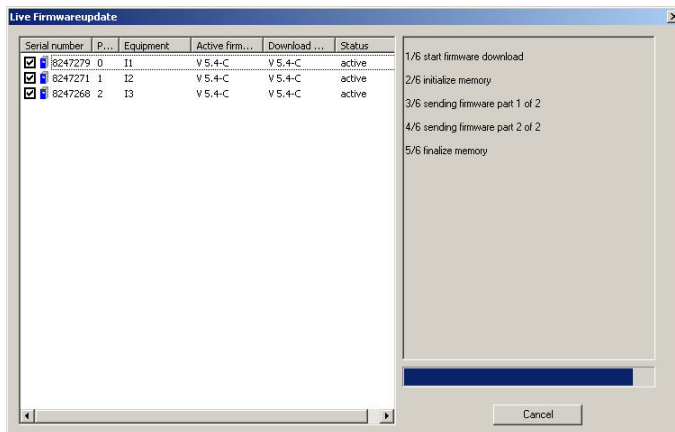 Live Firmwareupdate
Serial number P... Equipment Active firm... Download ... Status
8247279 0 I1 V 5.4-C V 5.4-C active
8247271 1 I2 V 5.4-C V 5.4-C active
8247268 2 I3 V 5.4-C V 5.4-C active
1/6 start firmware download
2/6 initialize memory
3/6 sending firmware part 1 of 2
4/6 sending firmware part 2 of 2
5/6 finalize memory
Cancel